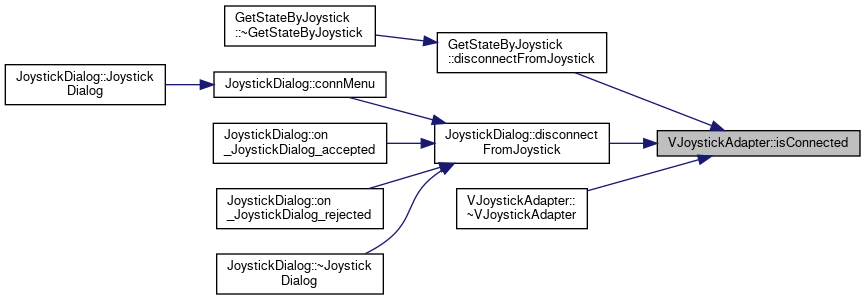 GetStateByJoystick
::~GetStateByJoystick
GetStateByJoystick
::disconnectFromJoystick
JoystickDialog::Joystick
Dialog
JoystickDialog::connMenu
JoystickDialog::on
_JoystickDialog_accepted
JoystickDialog::disconnect
FromJoystick
VJoystickAdapter::isConnected
JoystickDialog::on
_JoystickDialog_rejected
VJoystickAdapter::
~VJoystickAdapter
JoystickDialog::~Joystick
Dialog